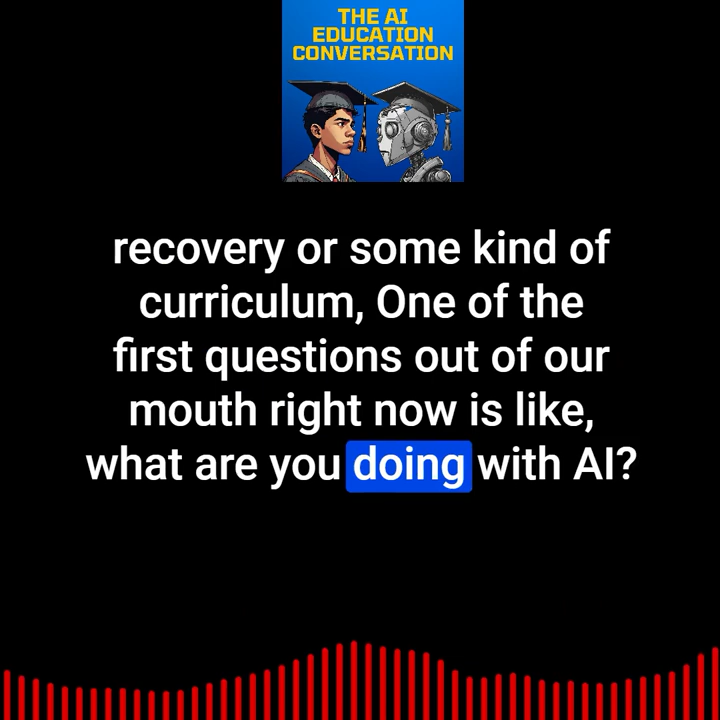 THE AI
EDUCATION
CONVERSATION
recovery or some kind of
curriculum, One of the
first questions out of our
mouth right now is like,
what are you doing with AI?